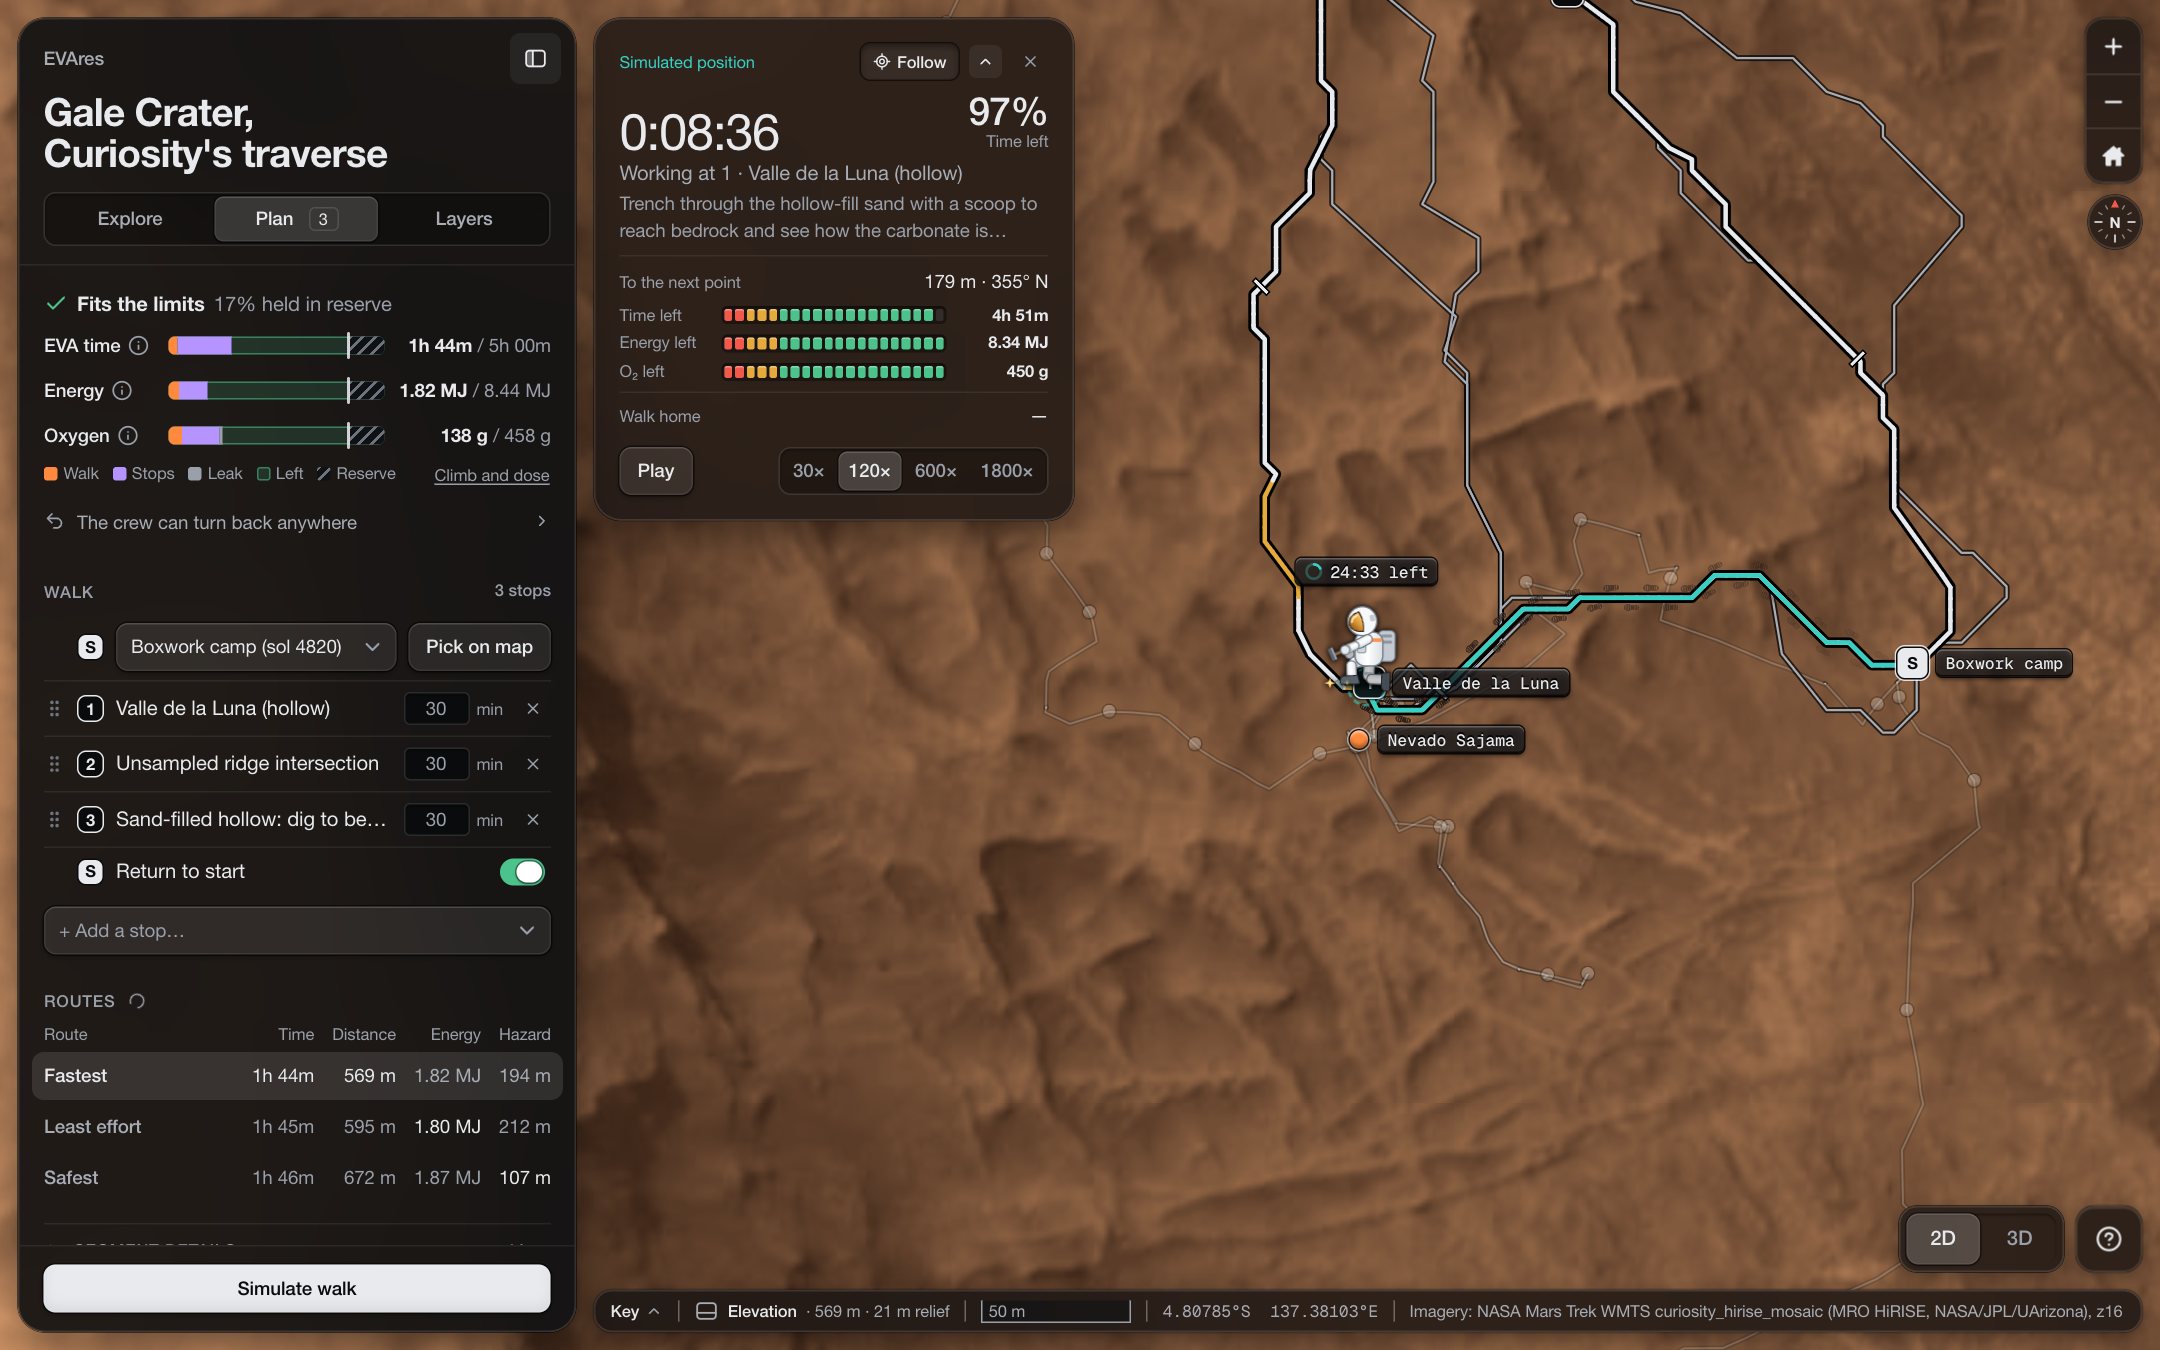 EVAres
Gale Crater,
Curiosity's traverse
Explore Plan 3 Layers
Fits the limits 17% held in reserve
EVA time 1h 44m / 5h 00m
Energy 1.82 MJ / 8.44 MJ
Oxygen 138 g / 458 g
Walk Stops Leak Left Reserve Climb and dose
The crew can turn back anywhere
WALK 3 stops
S Boxwork camp (sol 4820) Pick on map
1 Valle de la Luna (hollow) 30 min
2 Unsampled ridge intersection 30 min
3 Sand-filled hollow: dig to be… 30 min
S Return to start
+ Add a stop…
ROUTES
Route Time Distance Energy Hazard
Fastest 1h 44m 569 m 1.82 MJ 194 m
Least effort 1h 45m 595 m 1.80 MJ 212 m
Safest 1h 46m 672 m 1.87 MJ 107 m
Simulate walk
Simulated position Follow
0:08:36 97%
Time left
Working at 1 · Valle de la Luna (hollow)
Trench through the hollow-fill sand with a scoop to
reach bedrock and see how the carbonate is…
To the next point 179 m · 355° N
Time left 4h 51m
Energy left 8.34 MJ
O₂ left 450 g
Walk home —
Play 30× 120× 600× 1800×
24:33 left
Valle de la Luna
Nevado Sajama
S Boxwork camp
N
2D 3D
Key Elevation · 569 m · 21 m relief 50 m 4.80785°S 137.38103°E Imagery: NASA Mars Trek WMTS curiosity_hirise_mosaic (MRO HiRISE, NASA/JPL/UArizona), z16